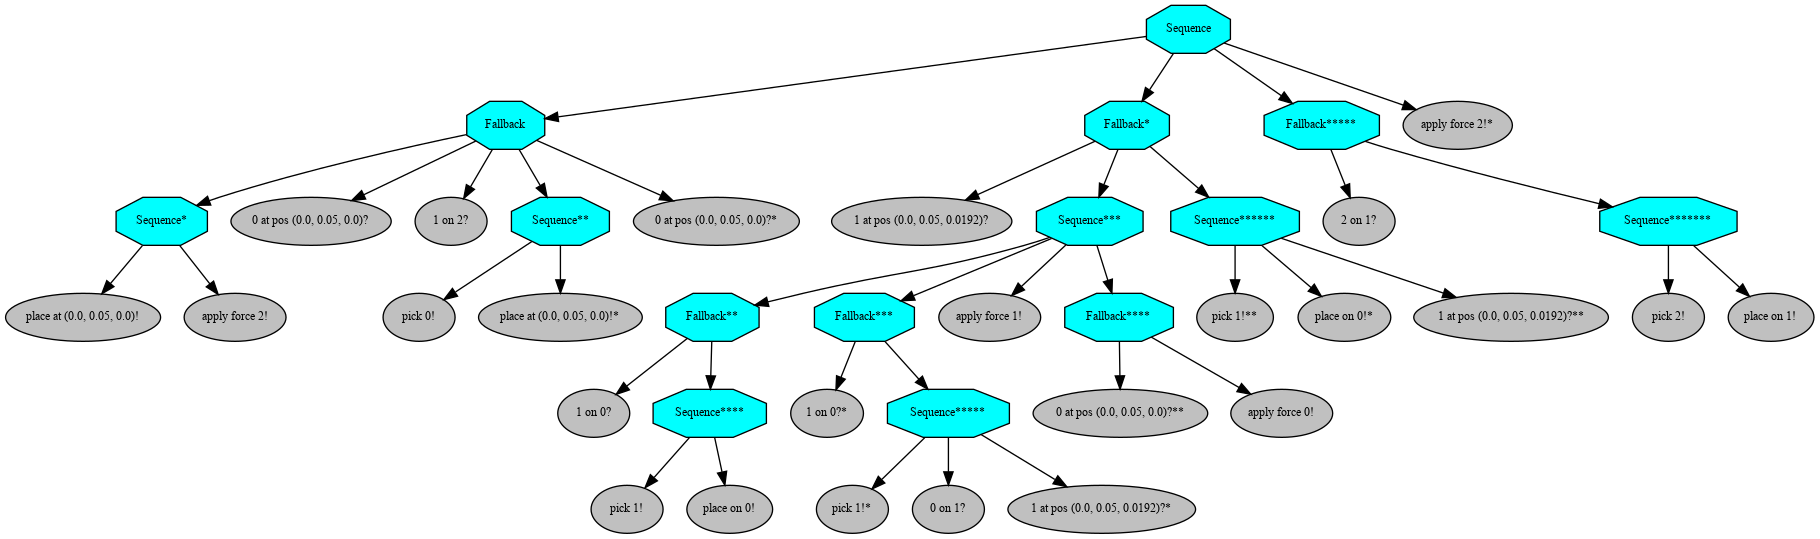 Sequence
Fallback
Fallback*
Fallback*****
apply force 2!*
Sequence*
0 at pos (0.0, 0.05, 0.0)?
1 on 2?
Sequence**
0 at pos (0.0, 0.05, 0.0)?*
1 at pos (0.0, 0.05, 0.0192)?
Sequence***
Sequence******
2 on 1?
Sequence*******
place at (0.0, 0.05, 0.0)!
apply force 2!
pick 0!
place at (0.0, 0.05, 0.0)!*
Fallback**
Fallback***
apply force 1!
Fallback****
pick 1!**
place on 0!*
1 at pos (0.0, 0.05, 0.0192)?**
pick 2!
place on 1!
1 on 0?
Sequence****
1 on 0?*
Sequence*****
0 at pos (0.0, 0.05, 0.0)?**
apply force 0!
pick 1!
place on 0!
pick 1!*
0 on 1?
1 at pos (0.0, 0.05, 0.0192)?*